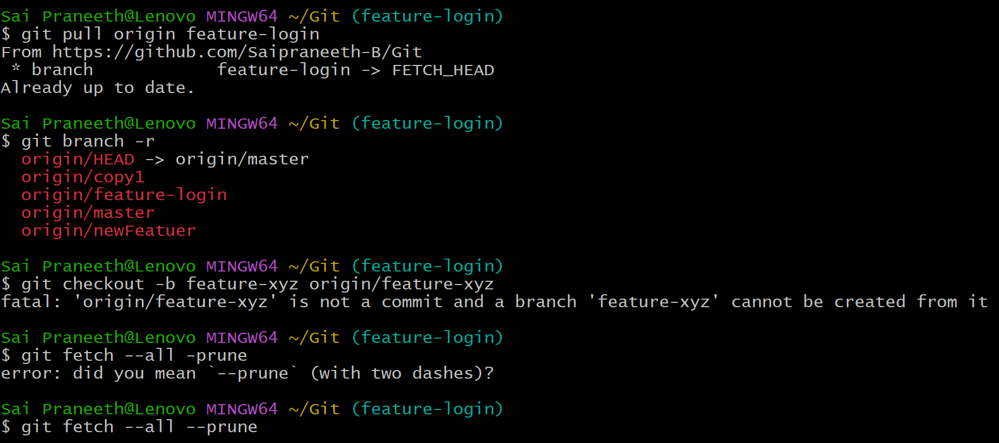 Sai Praneeth@Lenovo MINGW64 ~/Git (feature-login)
$ git pull origin feature-login
From https://github.com/Saipraneeth-B/Git
 * branch            feature-login -> FETCH_HEAD
Already up to date.

Sai Praneeth@Lenovo MINGW64 ~/Git (feature-login)
$ git branch -r
  origin/HEAD -> origin/master
  origin/copy1
  origin/feature-login
  origin/master
  origin/newFeatuer

Sai Praneeth@Lenovo MINGW64 ~/Git (feature-login)
$ git checkout -b feature-xyz origin/feature-xyz
fatal: 'origin/feature-xyz' is not a commit and a branch 'feature-xyz' cannot be created from it

Sai Praneeth@Lenovo MINGW64 ~/Git (feature-login)
$ git fetch --all -prune
error: did you mean `--prune` (with two dashes)?

Sai Praneeth@Lenovo MINGW64 ~/Git (feature-login)
$ git fetch --all --prune